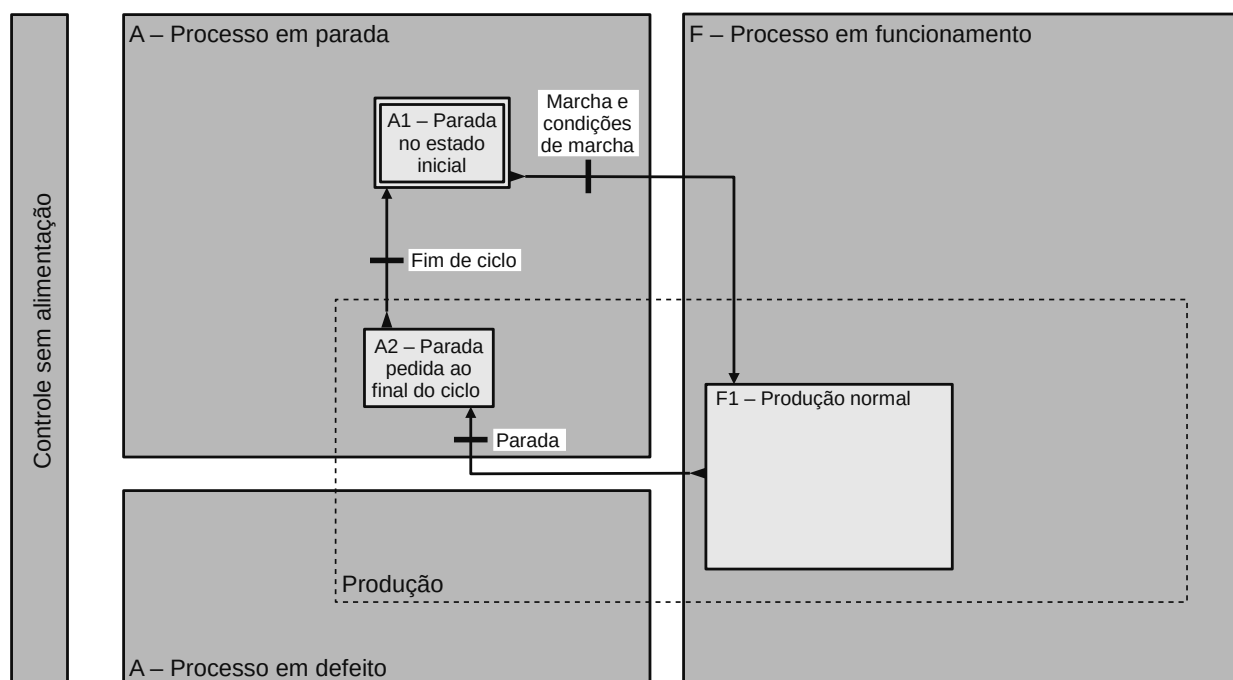 Controle sem alimentação
A – Processo em parada
A1 – Parada
no estado
inicial
Marcha e
condições
de marcha
Fim de ciclo
A2 – Parada
pedida ao
final do ciclo
Parada
F – Processo em funcionamento
F1 – Produção normal
Produção
A – Processo em defeito